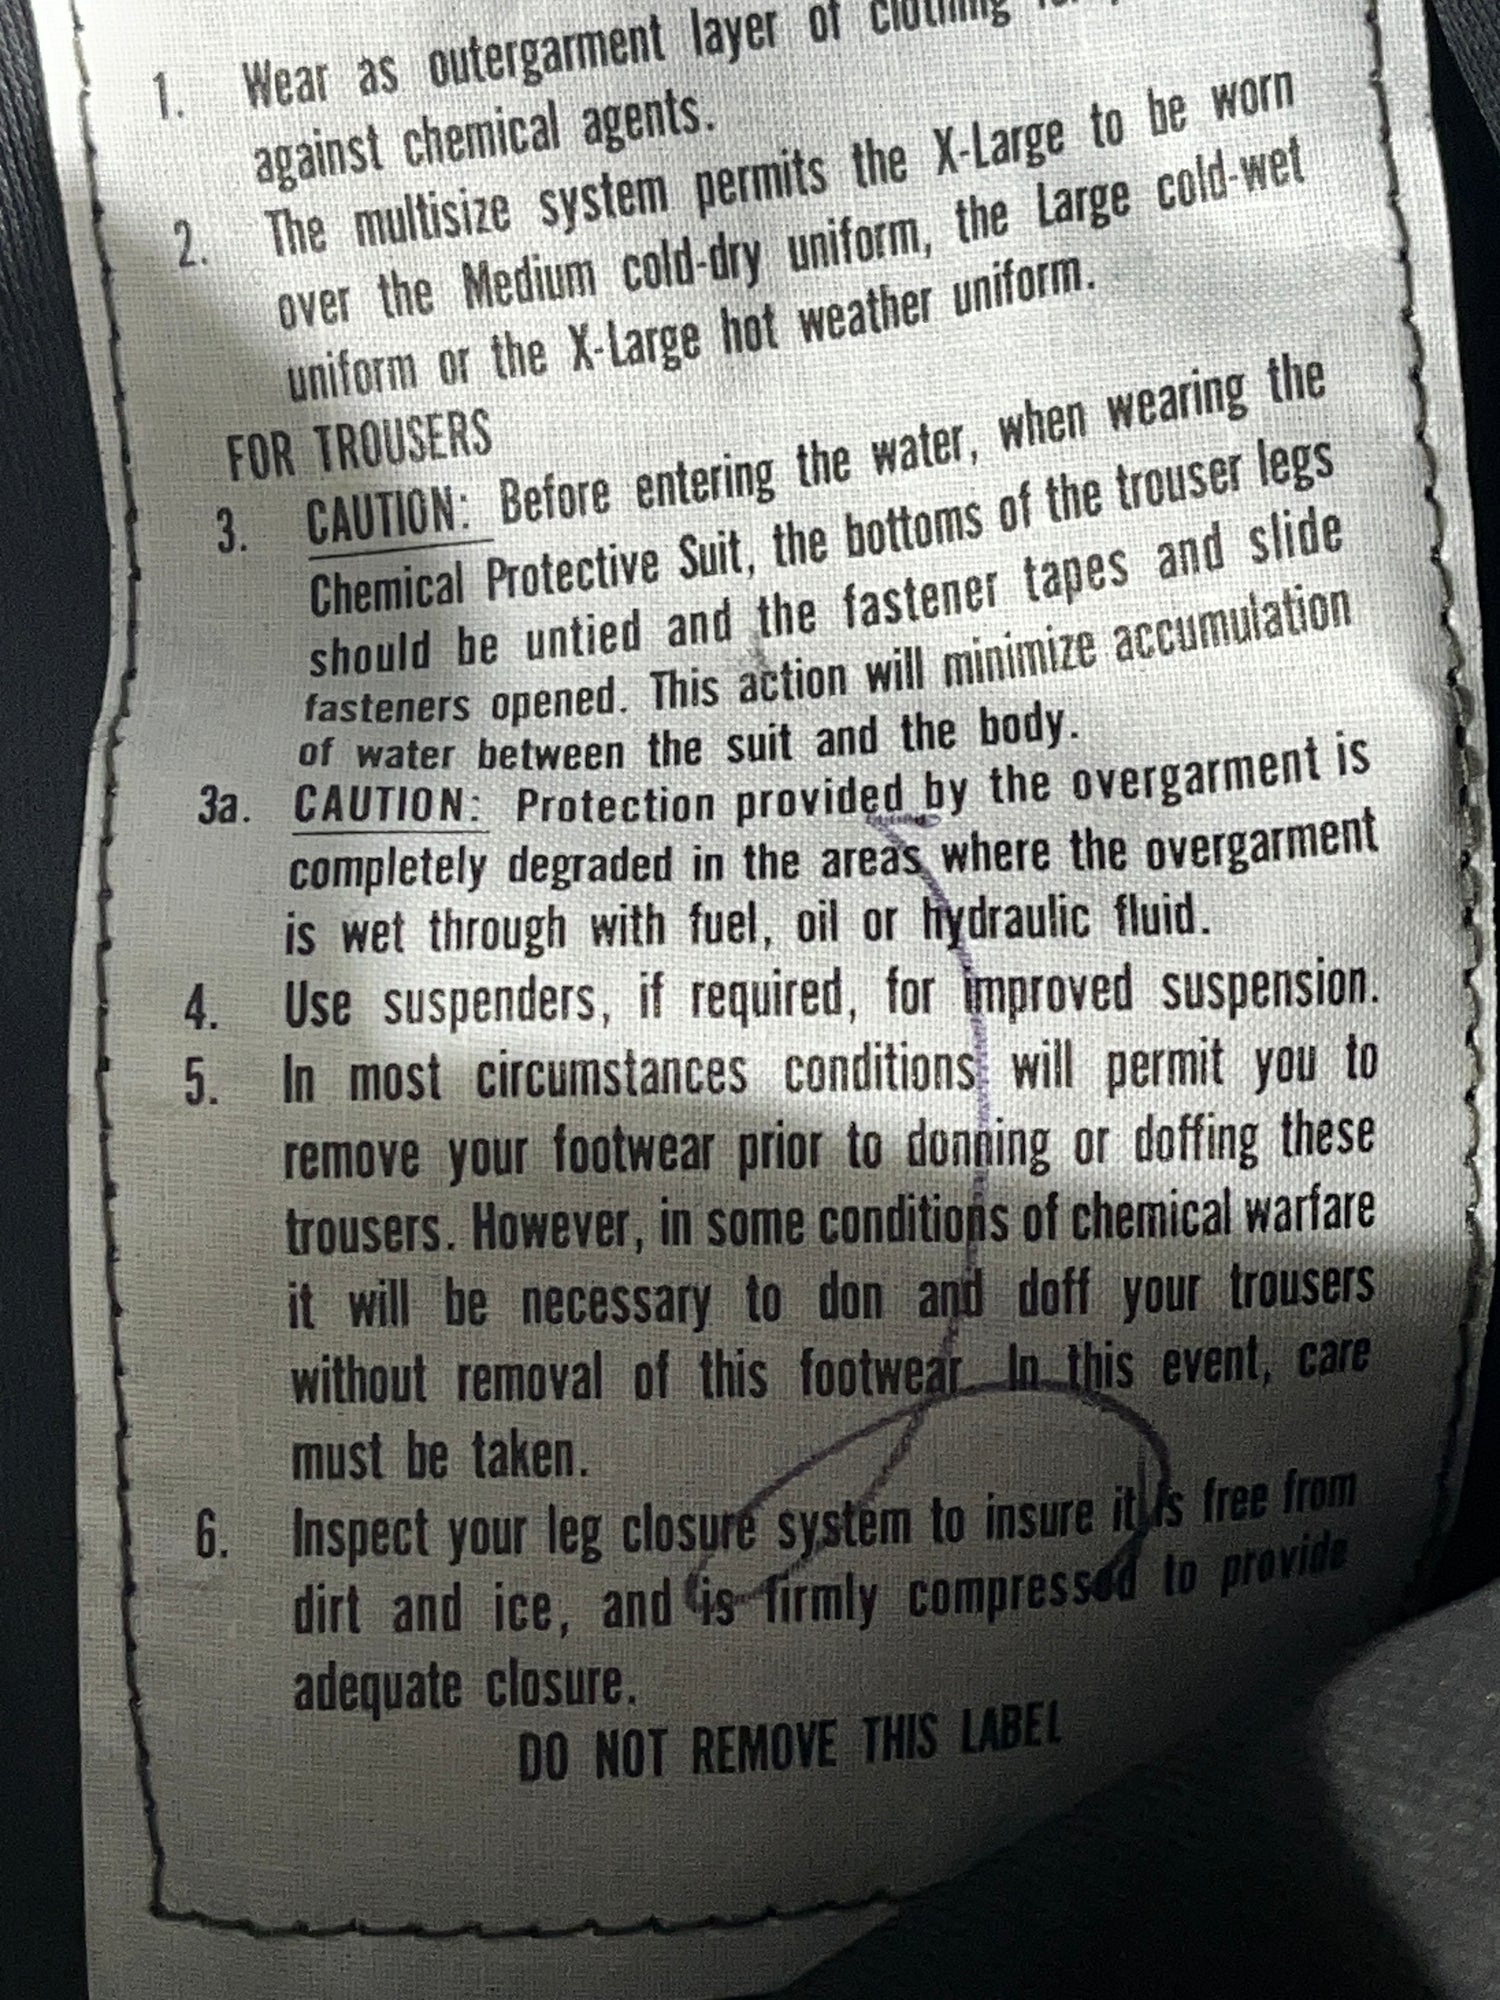 1. Wear as outergarment layer of clothing
against chemical agents.
2. The multisize system permits the X-Large to be worn
over the Medium cold-dry uniform, the Large cold-wet
uniform or the X-Large hot weather uniform.
FOR TROUSERS
3. CAUTION: Before entering the water, when wearing the
Chemical Protective Suit, the bottoms of the trouser legs
should be untied and the fastener tapes and slide
fasteners opened. This action will minimize accumulation
of water between the suit and the body.
3a. CAUTION: Protection provided by the overgarment is
completely degraded in the areas where the overgarment
is wet through with fuel, oil or hydraulic fluid.
4. Use suspenders, if required, for improved suspension.
5. In most circumstances conditions will permit you to
remove your footwear prior to donning or doffing these
trousers. However, in some conditions of chemical warfare
it will be necessary to don and doff your trousers
without removal of this footwear. In this event, care
must be taken.
6. Inspect your leg closure system to insure it is free from
dirt and ice, and is firmly compressed to provide
adequate closure.
DO NOT REMOVE THIS LABEL